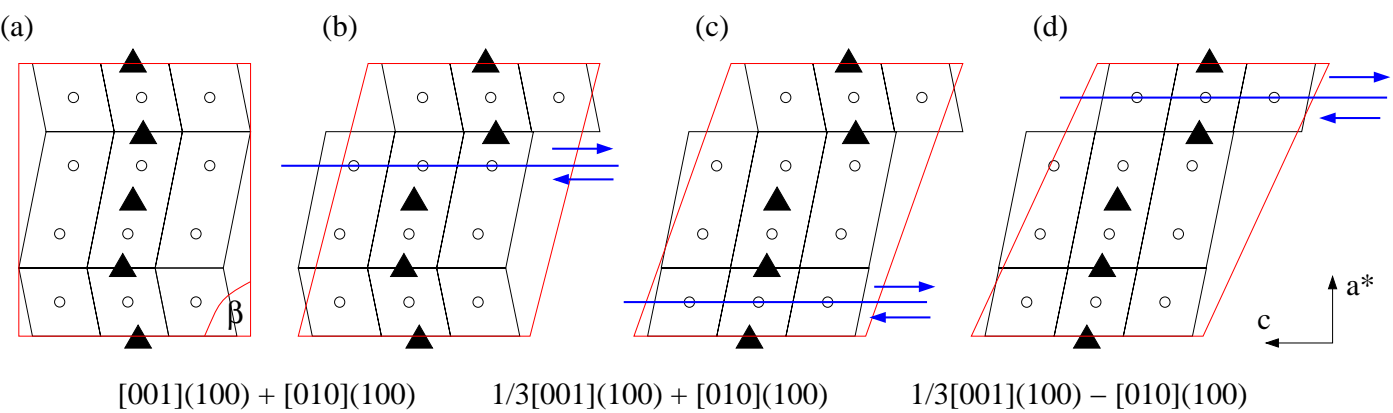 (a) (b) (c) (d)
β
a*
c
[001](100) + [010](100) 1/3[001](100) + [010](100) 1/3[001](100) − [010](100)